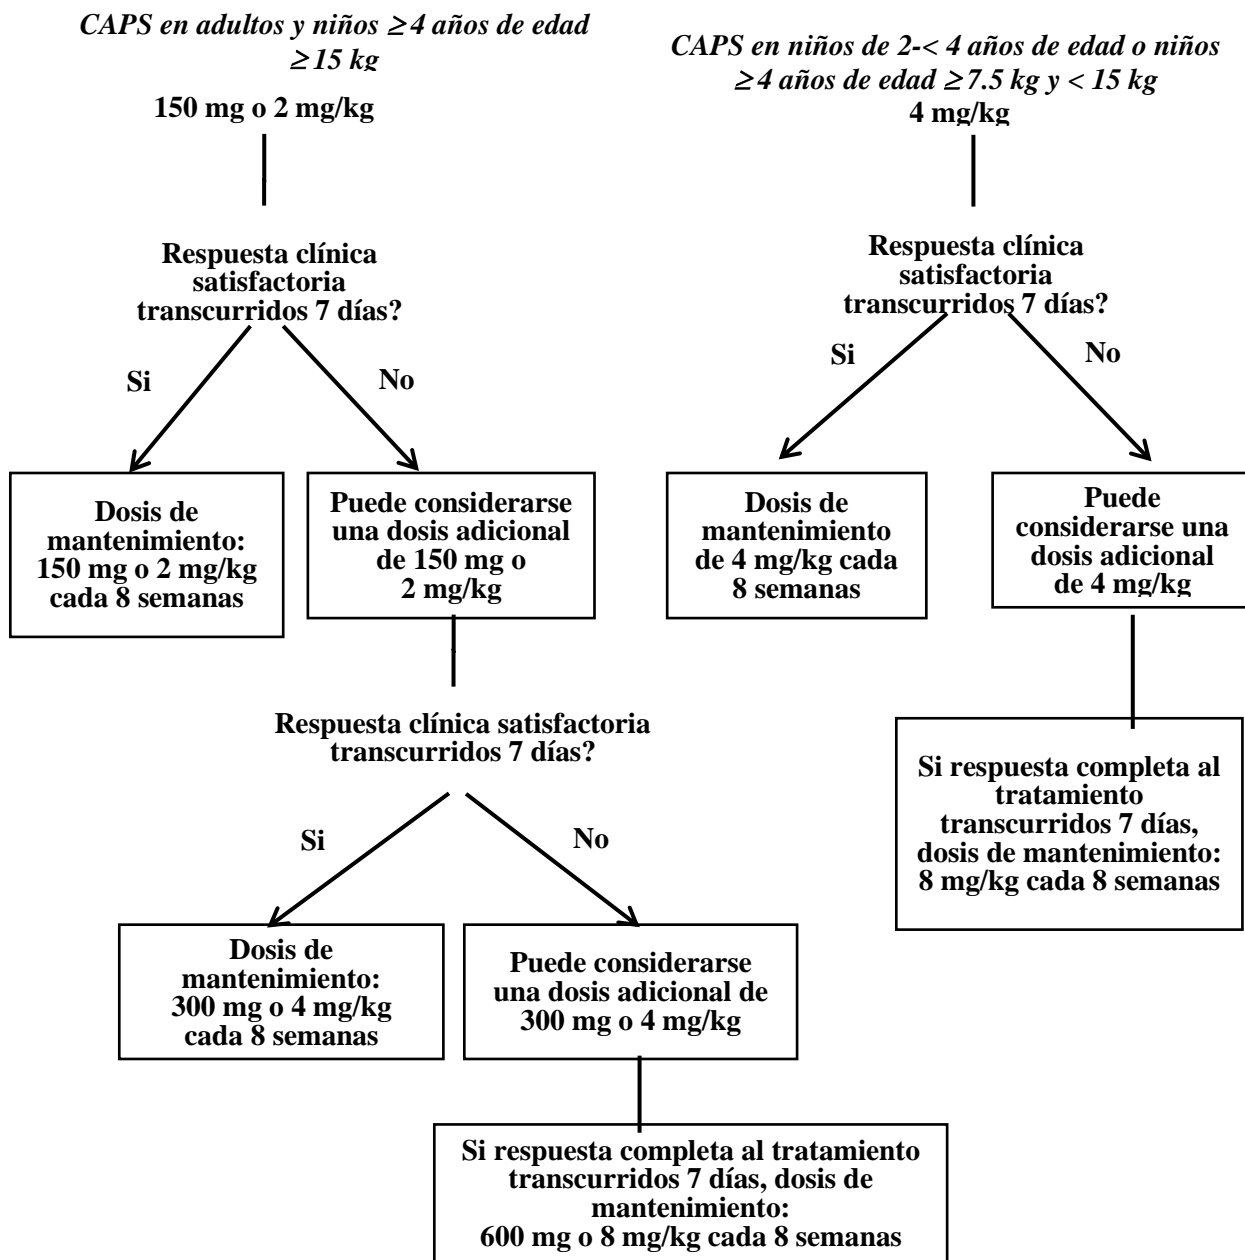 CAPS en adultos y niños ≥4 años de edad
≥15 kg
150 mg o 2 mg/kg
Respuesta clínica
satisfactoria
transcurridos 7 días?
Si
No
Dosis de
mantenimiento:
150 mg o 2 mg/kg
cada 8 semanas
Puede considerarse
una dosis adicional
de 150 mg o
2 mg/kg
Respuesta clínica satisfactoria
transcurridos 7 días?
Si
No
Dosis de
mantenimiento:
300 mg o 4 mg/kg
cada 8 semanas
Puede considerarse
una dosis adicional de
300 mg o 4 mg/kg
Si respuesta completa al tratamiento
transcurridos 7 días, dosis de
mantenimiento:
600 mg o 8 mg/kg cada 8 semanas
CAPS en niños de 2-< 4 años de edad o niños
≥4 años de edad ≥7.5 kg y < 15 kg
4 mg/kg
Respuesta clínica
satisfactoria
transcurridos 7 días?
Si
No
Dosis de
mantenimiento
de 4 mg/kg cada
8 semanas
Puede
considerarse una
dosis adicional
de 4 mg/kg
Si respuesta completa al
tratamiento
transcurridos 7 días,
dosis de mantenimiento:
8 mg/kg cada 8 semanas